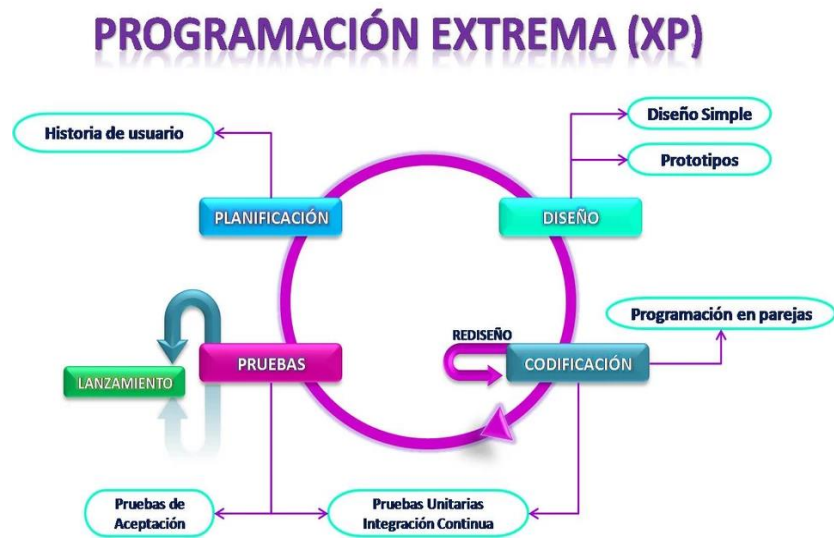 PROGRAMACIÓN EXTREMA (XP)
Historia de usuario
Diseño Simple
Prototipos
PLANIFICACIÓN
DISEÑO
Programación en parejas
REDISEÑO
PRUEBAS
CODIFICACIÓN
LANZAMIENTO
Pruebas de
Aceptación
Pruebas Unitarias
Integración Continua